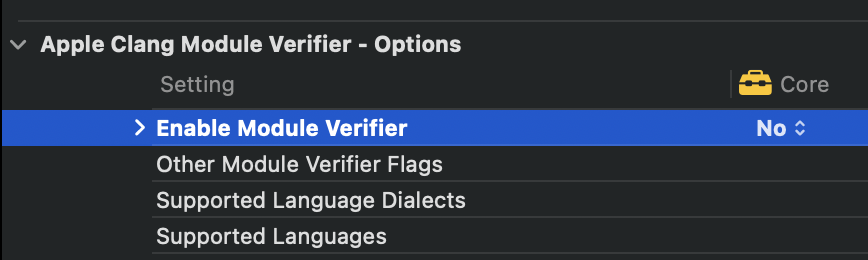 Apple Clang Module Verifier - Options
Setting Core
Enable Module Verifier No
Other Module Verifier Flags
Supported Language Dialects
Supported Languages